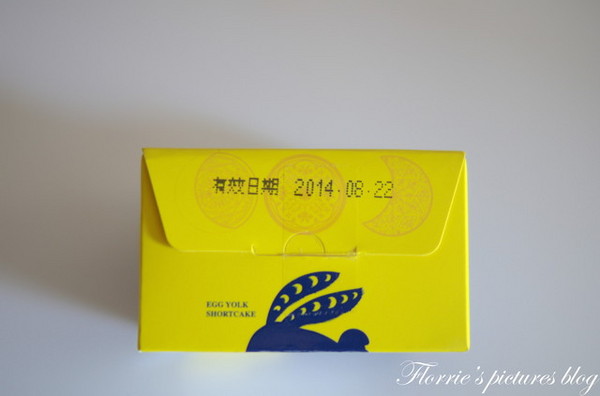 有效日期 2014.08.22
EGG YOLK
SHORTCAKE
Florrie's pictures blog